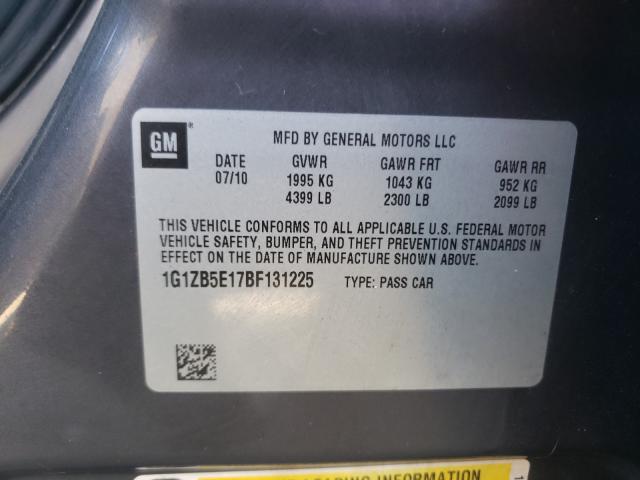 GM®
MFD BY GENERAL MOTORS LLC
DATE GVWR GAWR FRT GAWR RR
07/10 1995 KG 1043 KG 952 KG
4399 LB 2300 LB 2099 LB
THIS VEHICLE CONFORMS TO ALL APPLICABLE U.S. FEDERAL MOTOR
VEHICLE SAFETY, BUMPER, AND THEFT PREVENTION STANDARDS IN
EFFECT ON THE DATE OF MANUFACTURE SHOWN ABOVE.
1G1ZB5E17BF131225 TYPE: PASS CAR
LOADING INFORMATION